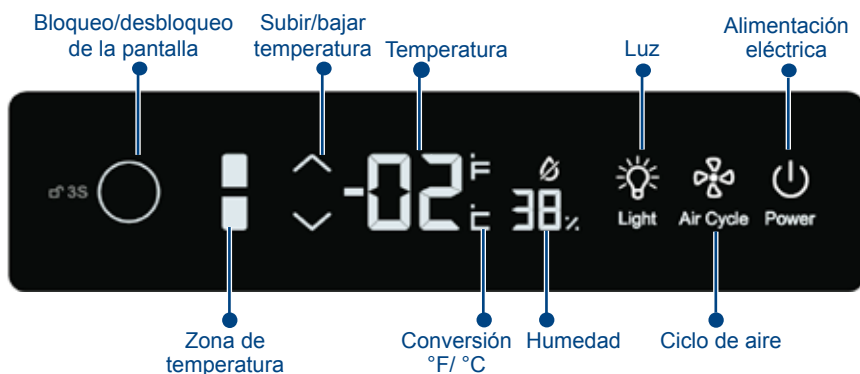 Bloqueo/desbloqueo
de la pantalla
Subir/bajar
temperatura
Temperatura
Luz
Alimentación
eléctrica
3S
-02
°F
°C
38%
Light
Air Cycle
Power
Zona de
temperatura
Conversión
°F/ °C
Humedad
Ciclo de aire